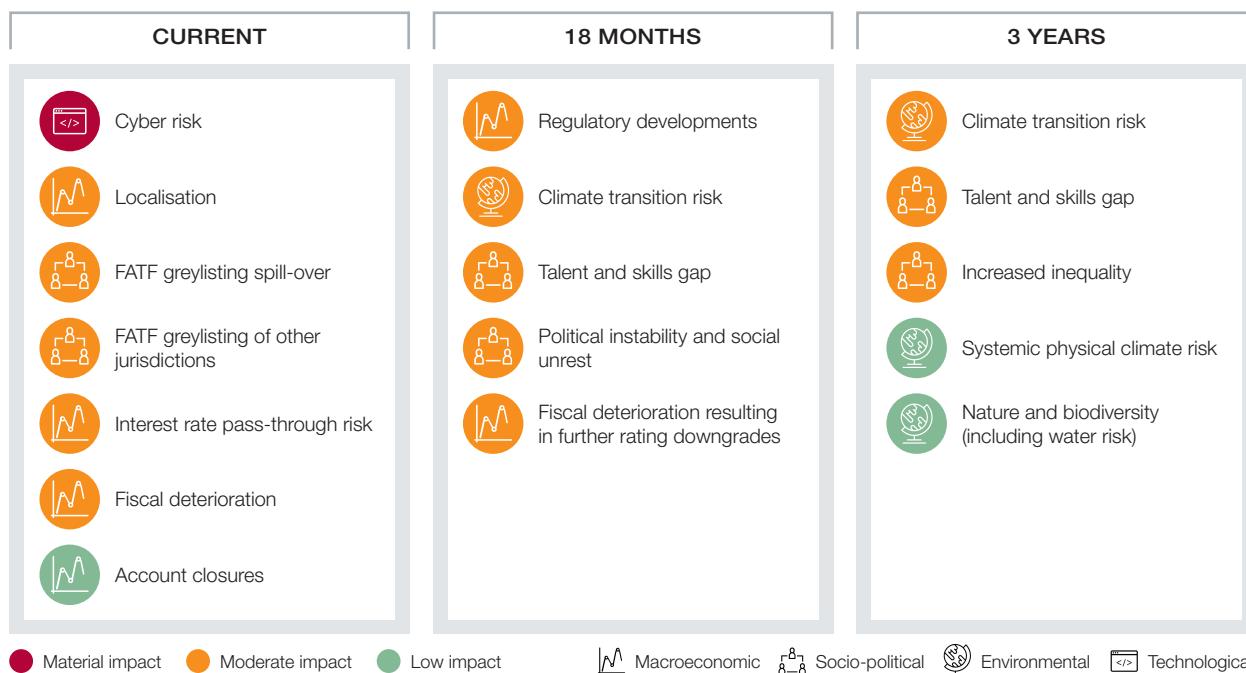 CURRENT
Cyber risk
Localisation
FATF greylisting spill-over
FATF greylisting of other
jurisdictions
Interest rate pass-through risk
Fiscal deterioration
Account closures
18 MONTHS
Regulatory developments
Climate transition risk
Talent and skills gap
Political instability and social
unrest
Fiscal deterioration resulting
in further rating downgrades
3 YEARS
Climate transition risk
Talent and skills gap
Increased inequality
Systemic physical climate risk
Nature and biodiversity
(including water risk)
Material impact Moderate impact Low impact Macroeconomic Socio-political Environmental Technologica